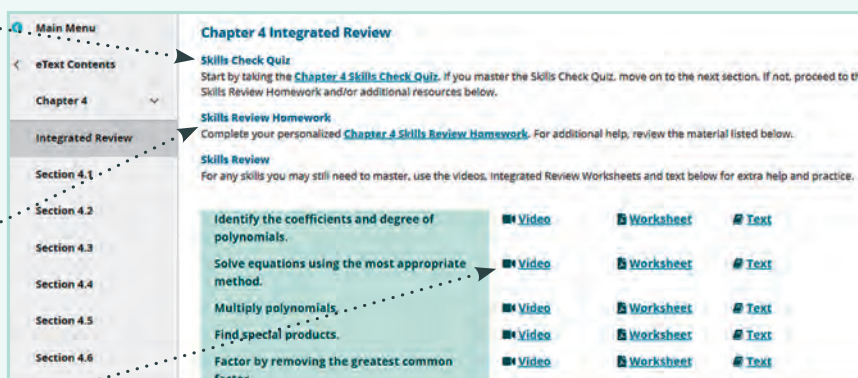 Main Menu
eText Contents
Chapter 4
Integrated Review
Section 4.1
Section 4.2
Section 4.3
Section 4.4
Section 4.5
Section 4.6
Chapter 4 Integrated Review
Skills Check Quiz
Start by taking the Chapter 4 Skills Check Quiz. If you master the Skills Check Quiz, move on to the next section. If not, proceed to
Skills Review Homework and/or additional resources below.
Skills Review Homework
Complete your personalized Chapter 4 Skills Review Homework. For additional help, review the material listed below.
Skills Review
For any skills you may still need to master, use the videos, Integrated Review Worksheets and text below for extra help and practice.
Identify the coefficients and degree of Video Worksheet Text
polynomials.
Solve equations using the most appropriate Video Worksheet Text
method.
Multiply polynomials. Video Worksheet Text
Find special products. Video Worksheet Text
Factor by removing the greatest common Video Worksheet Text